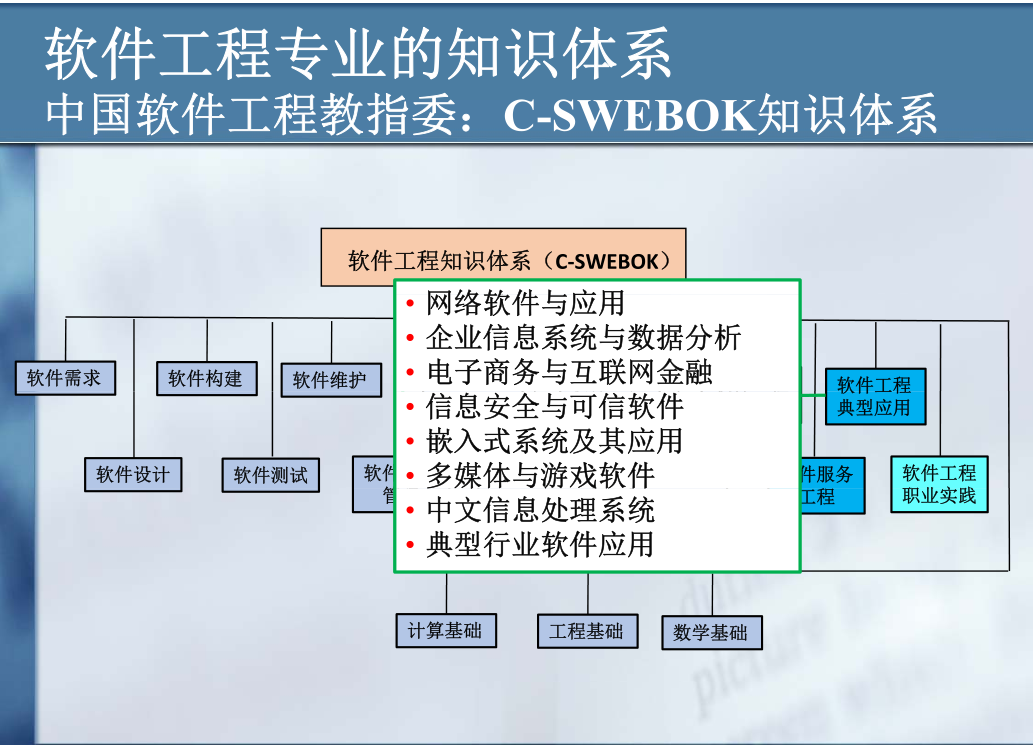 软件工程专业的知识体系
中国软件工程教指委：C-SWEBOK知识体系
软件工程知识体系（C-SWEBOK）
• 网络软件与应用
• 企业信息系统与数据分析
• 电子商务与互联网金融
• 信息安全与可信软件
• 嵌入式系统及其应用
• 多媒体与游戏软件
• 中文信息处理系统
• 典型行业软件应用
软件需求
软件构建
软件维护
软件工程
典型应用
软件设计
软件测试
软件
件服务
工程
软件工程
职业实践
计算基础
工程基础
数学基础